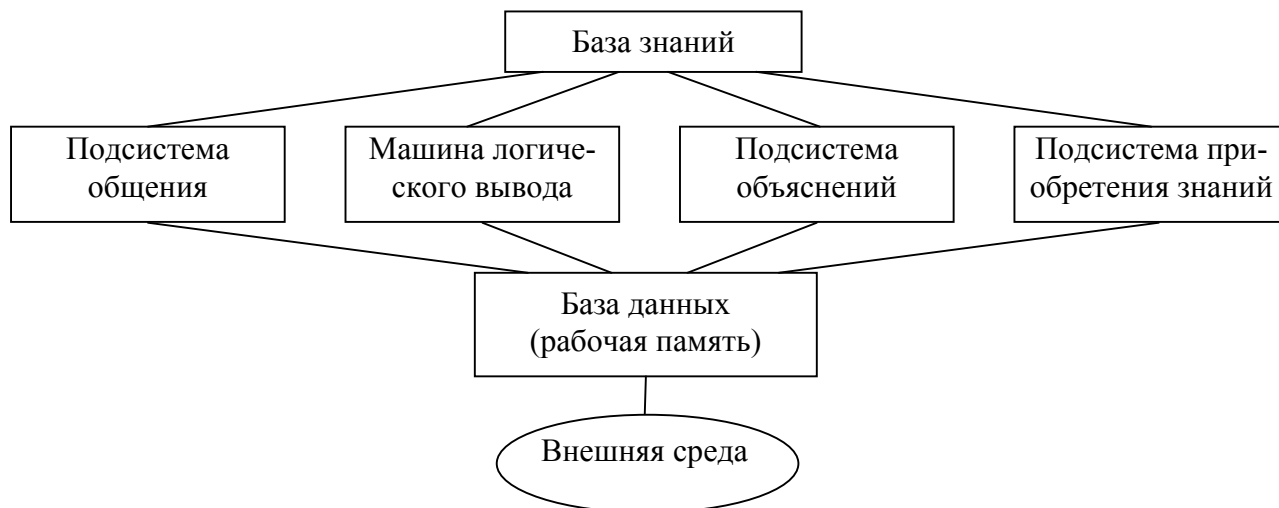 База знаний
Подсистема
общения
Машина логиче-
ского вывода
Подсистема
объяснений
Подсистема при-
обретения знаний
База данных
(рабочая память)
Внешняя среда